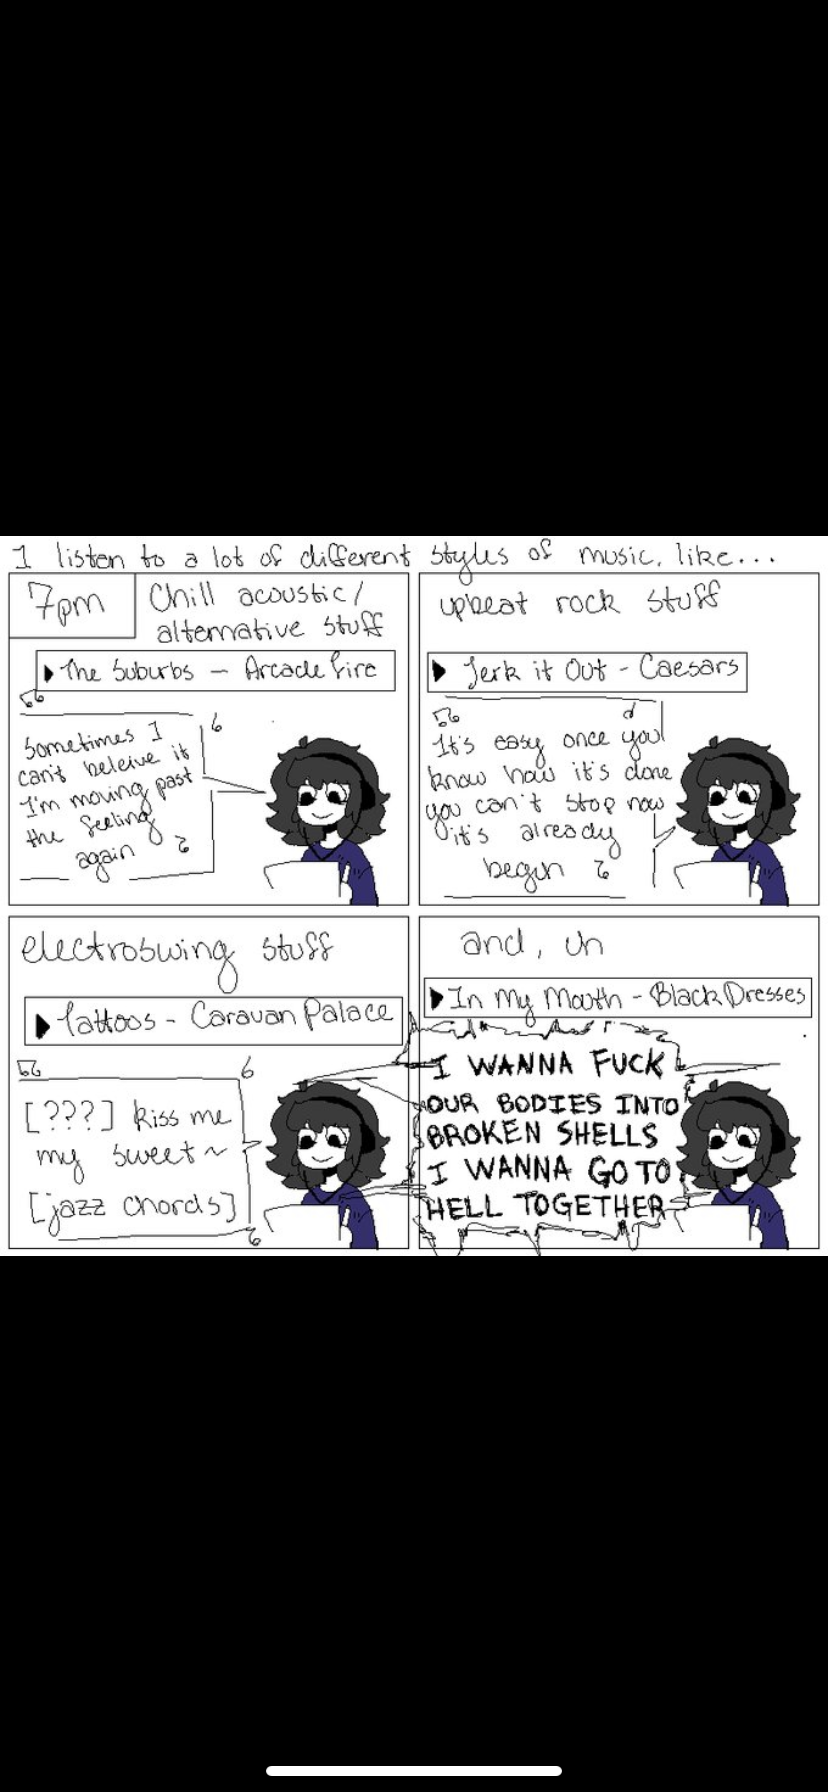 I listen to a lot of different styles of music, like...
7pm
Chill acoustic/
alternative stuff
The Suburbs – Arcade Fire
Sometimes I
can't beleive it
I'm moving past
the feeling
again
upbeat rock stuff
Jerk it Out - Caesars
It's easy once you
know how it's done
you can't stop now
it's already
begun
electroswing stuff
Tattoos - Caravan Palace
[???] kiss me
my sweet~
[jazz chords]
and, uh
In My Mouth - Black Dresses
I WANNA FUCK
OUR BODIES INTO
BROKEN SHELLS
I WANNA GO TO
HELL TOGETHER